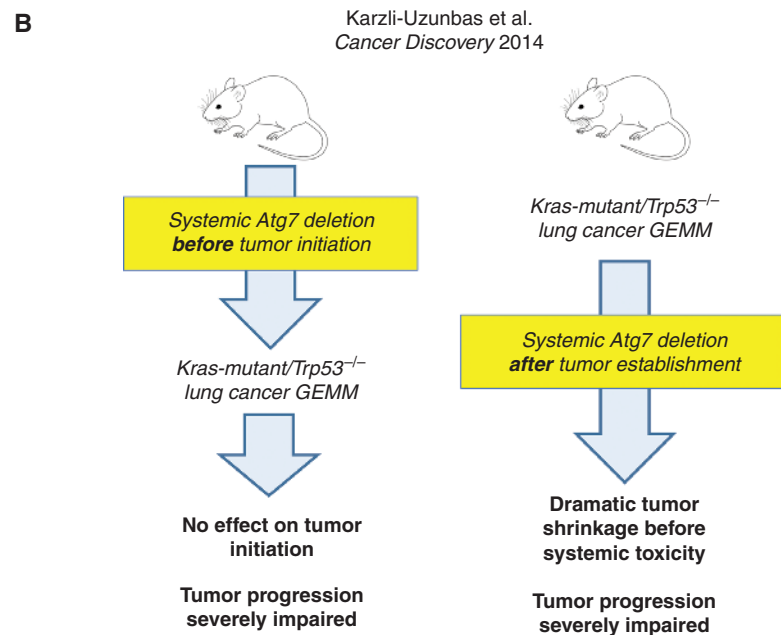 B
Karzli-Uzunbas et al.
Cancer Discovery 2014
Systemic Atg7 deletion
before tumor initiation
Kras-mutant/Trp53–/–
lung cancer GEMM
No effect on tumor
initiation
Tumor progression
severely impaired
Kras-mutant/Trp53–/–
lung cancer GEMM
Systemic Atg7 deletion
after tumor establishment
Dramatic tumor
shrinkage before
systemic toxicity
Tumor progression
severely impaired